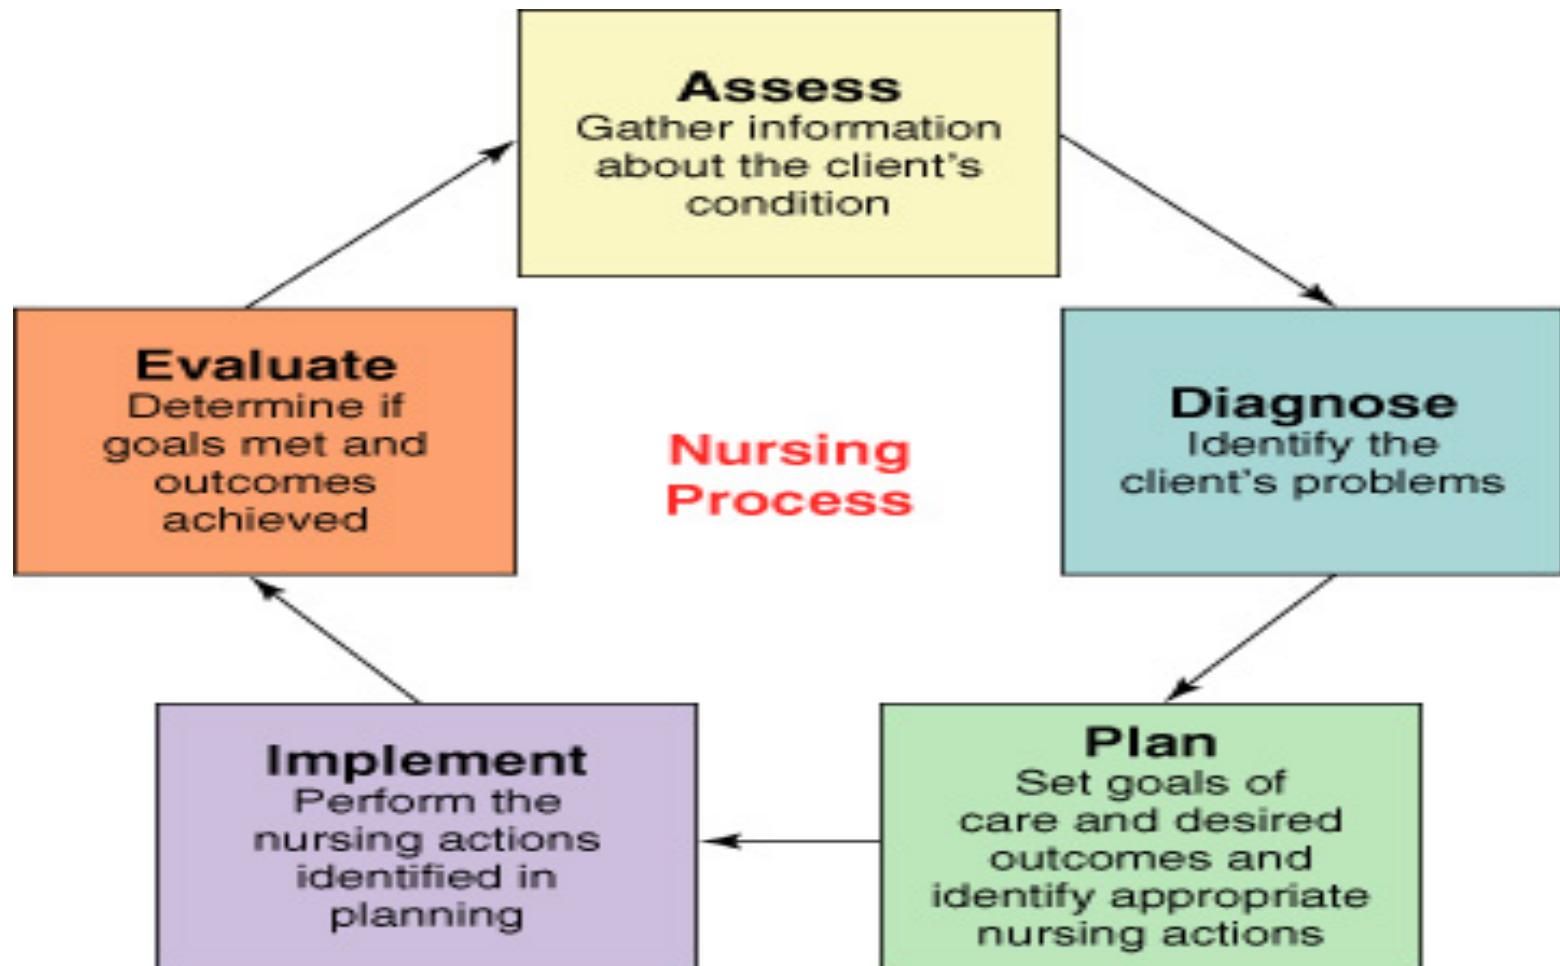 Assess
Gather information
about the client's
condition
Diagnose
Identify the
client's problems
Plan
Set goals of
care and desired
outcomes and
identify appropriate
nursing actions
Implement
Perform the
nursing actions
identified in
planning
Evaluate
Determine if
goals met and
outcomes
achieved
Nursing
Process